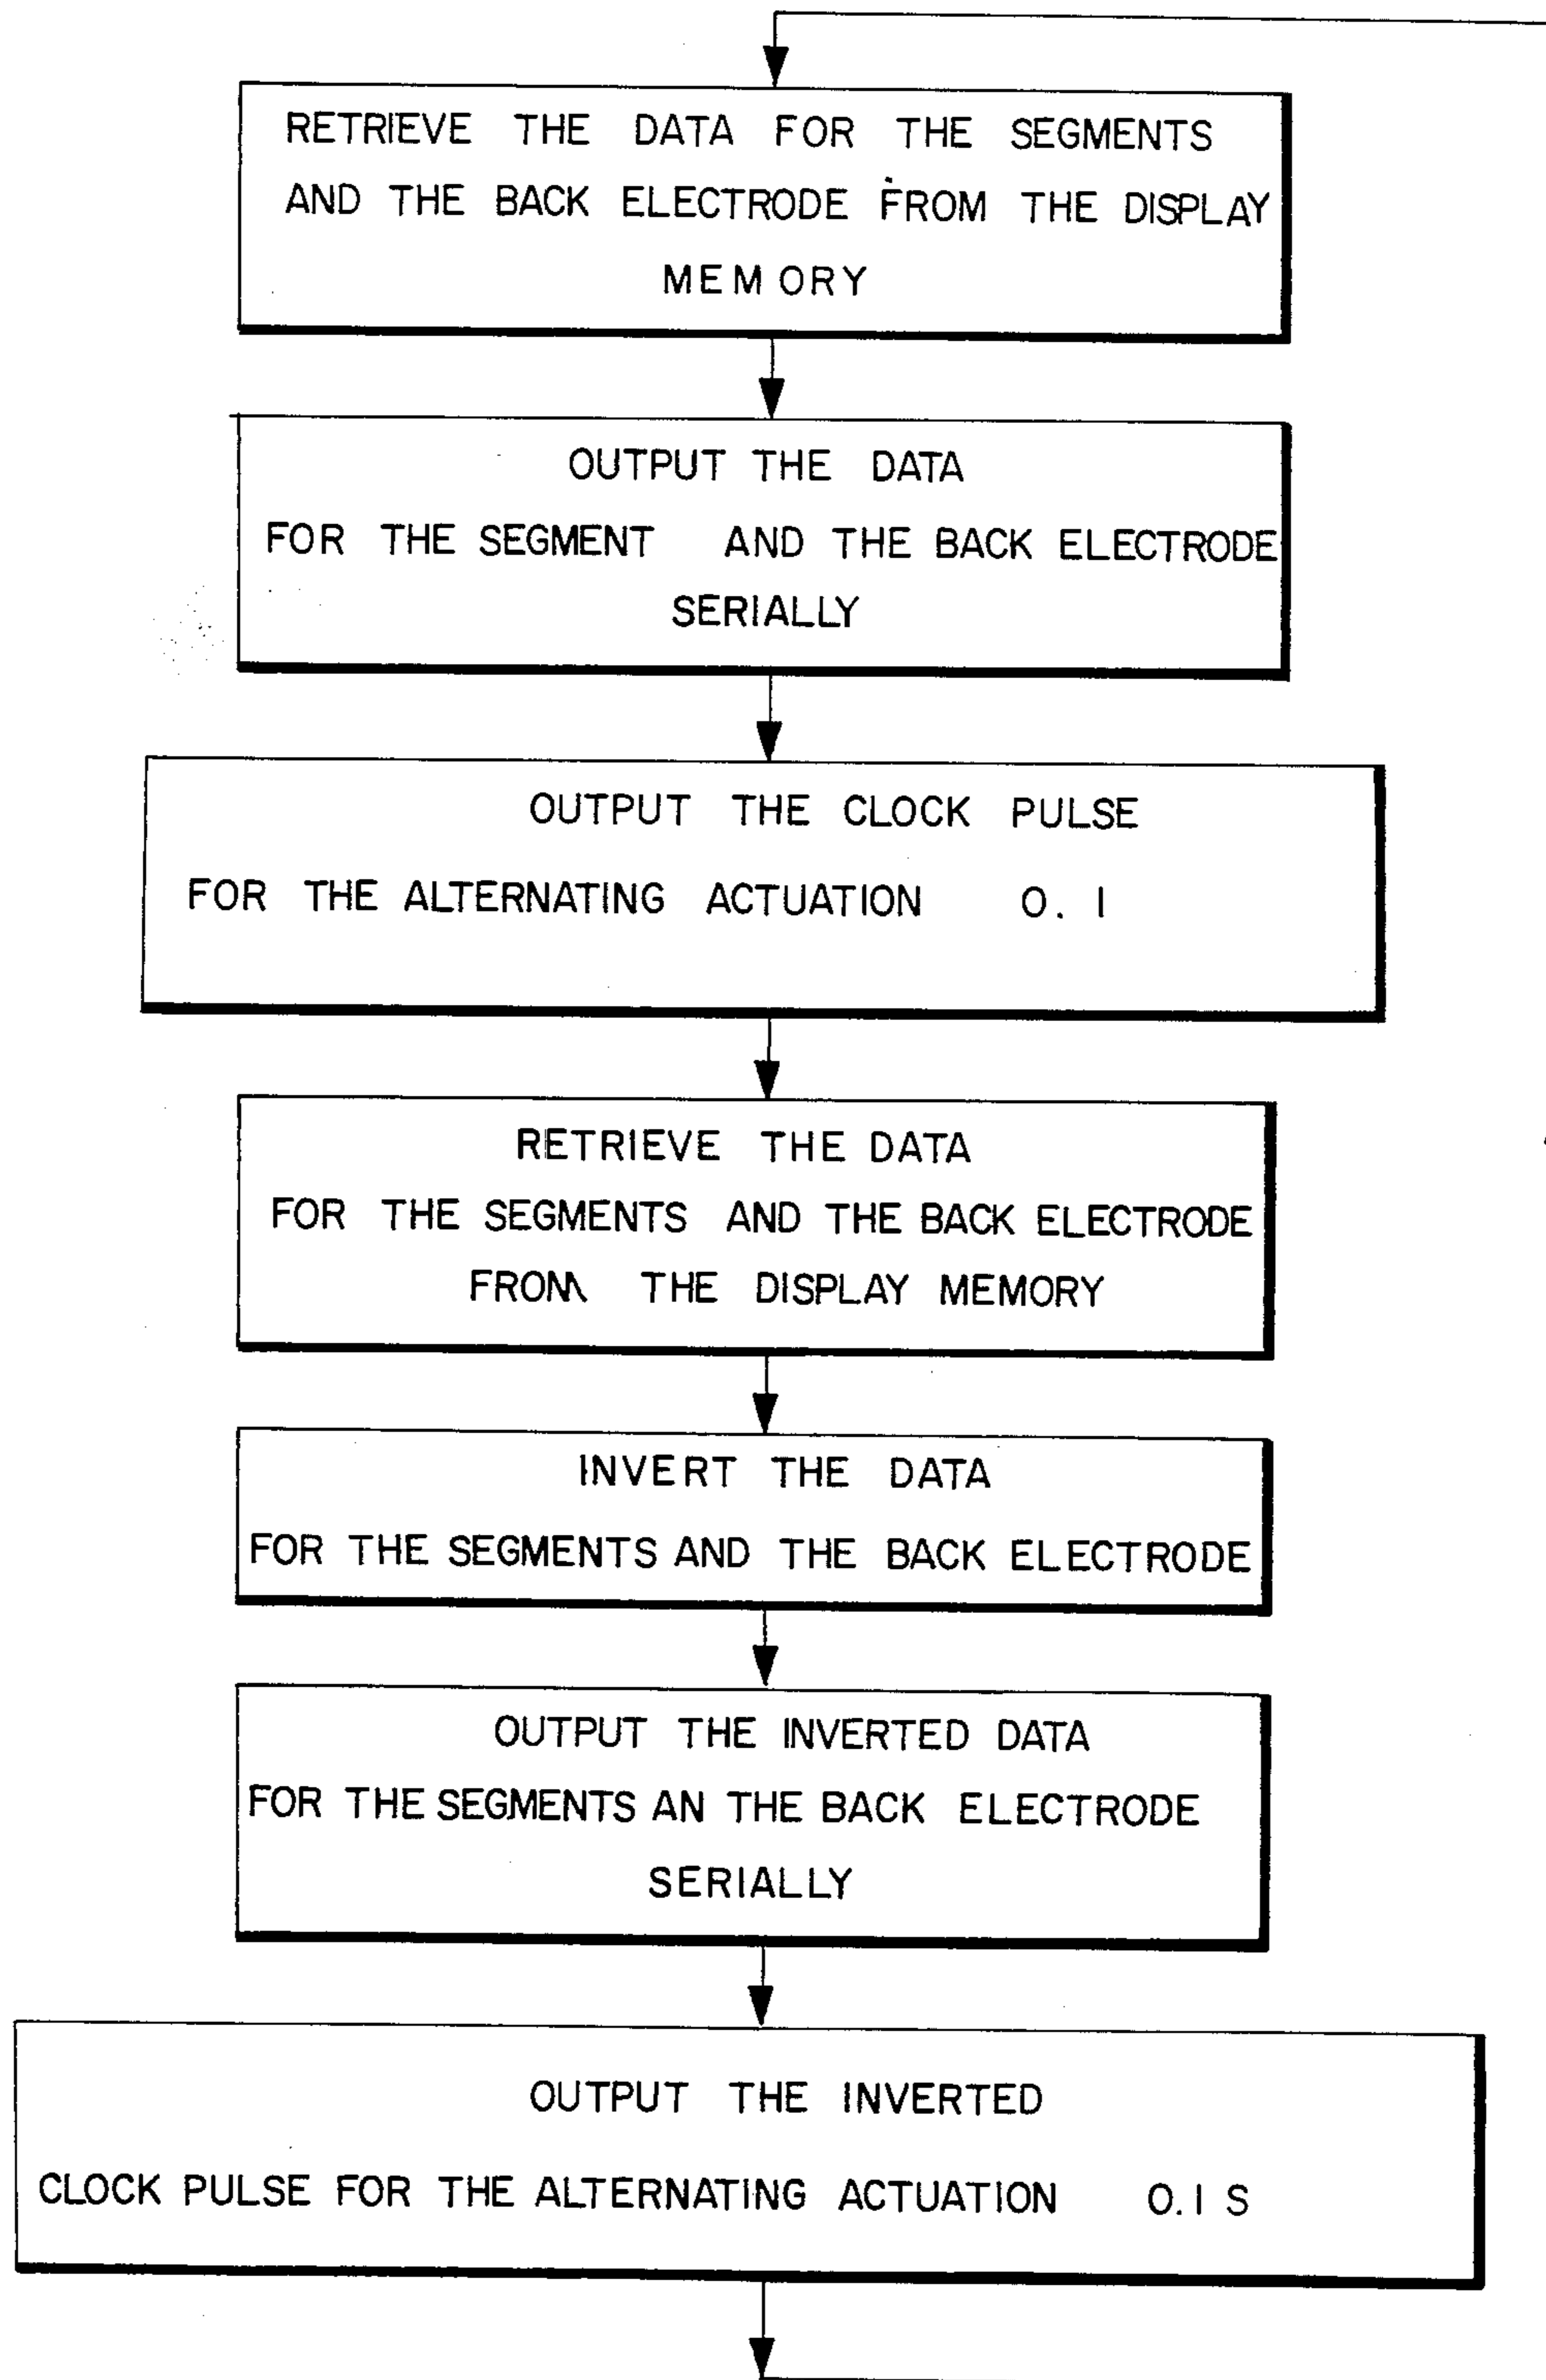 RETRIEVE THE DATA FOR THE SEGMENTS
AND THE BACK ELECTRODE FROM THE DISPLAY
MEMORY
OUTPUT THE DATA
FOR THE SEGMENT AND THE BACK ELECTRODE
SERIALLY
OUTPUT THE CLOCK PULSE
FOR THE ALTERNATING ACTUATION 0. 1
RETRIEVE THE DATA
FOR THE SEGMENTS AND THE BACK ELECTRODE
FROM THE DISPLAY MEMORY
INVERT THE DATA
FOR THE SEGMENTS AND THE BACK ELECTRODE
OUTPUT THE INVERTED DATA
FOR THE SEGMENTS AN THE BACK ELECTRODE
SERIALLY
OUTPUT THE INVERTED
CLOCK PULSE FOR THE ALTERNATING ACTUATION 0.1 S